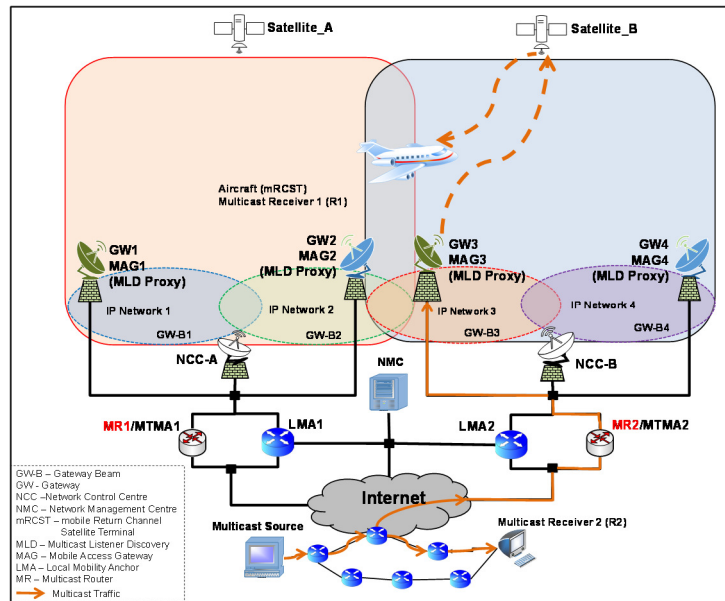 Satellite_A
Satellite_B
Aircraft (mRCST)
Multicast Receiver 1 (R1)
GW1
MAG1
(MLD Proxy)
GW2
MAG2
(MLD Proxy)
GW3
MAG3
(MLD Proxy)
GW4
MAG4
(MLD Proxy)
IP Network 1
IP Network 2
IP Network 3
IP Network 4
GW-B1
GW-B2
GW-B3
GW-B4
NCC-A
NCC-B
NMC
MR1/MTMA1
LMA1
LMA2
MR2/MTMA2
Internet
Multicast Source
Multicast Receiver 2 (R2)
GW-B – Gateway Beam
GW - Gateway
NCC –Network Control Centre
NMC – Network Management Centre
mRCST – mobile Return Channel
Satellite Terminal
MLD – Multicast Listener Discovery
MAG – Mobile Access Gateway
LMA – Local Mobility Anchor
MR – Multicast Router
Multicast Traffic